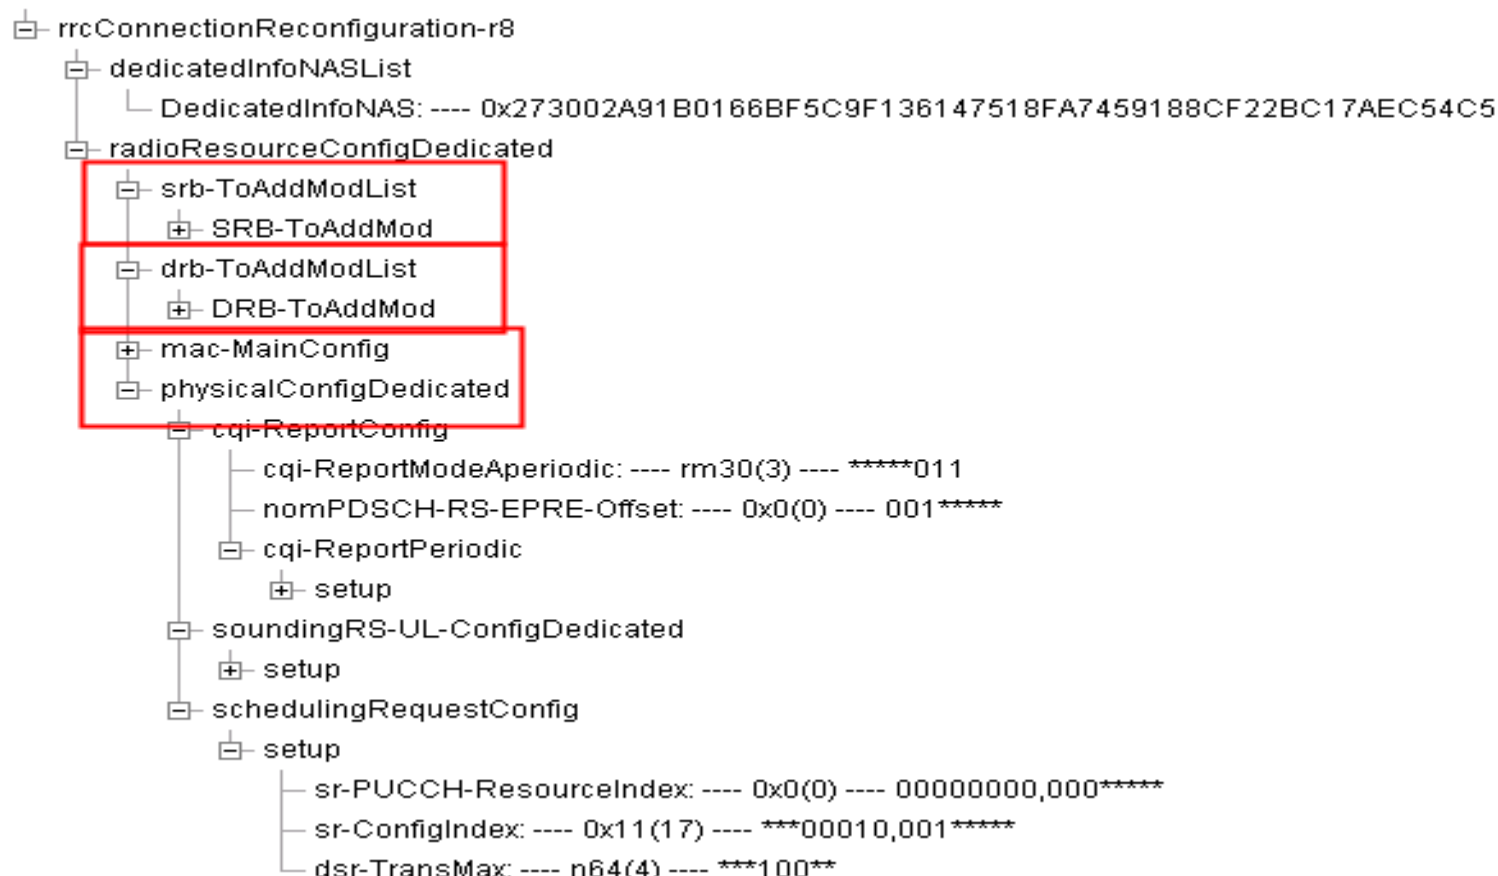 rrcConnectionReconfiguration-r8
dedicatedInfoNASList
DedicatedInfoNAS: ---- 0x273002A91B0166BF5C9F136147518FA7459188CF22BC17AEC54C5
radioResourceConfigDedicated
srb-ToAddModList
SRB-ToAddMod
drb-ToAddModList
DRB-ToAddMod
mac-MainConfig
physicalConfigDedicated
cqi-ReportConfig
cqi-ReportModeAperiodic: ---- rm30(3) ---- *****011
nomPDSCH-RS-EPRE-Offset: ---- 0x0(0) ---- 001*****
cqi-ReportPeriodic
setup
soundingRS-UL-ConfigDedicated
setup
schedulingRequestConfig
setup
sr-PUCCH-ResourceIndex: ---- 0x0(0) ---- 00000000,000*****
sr-ConfigIndex: ---- 0x11(17) ---- ***00010,001*****
dsr-TransMax: ---- n64(4) ---- ***100**